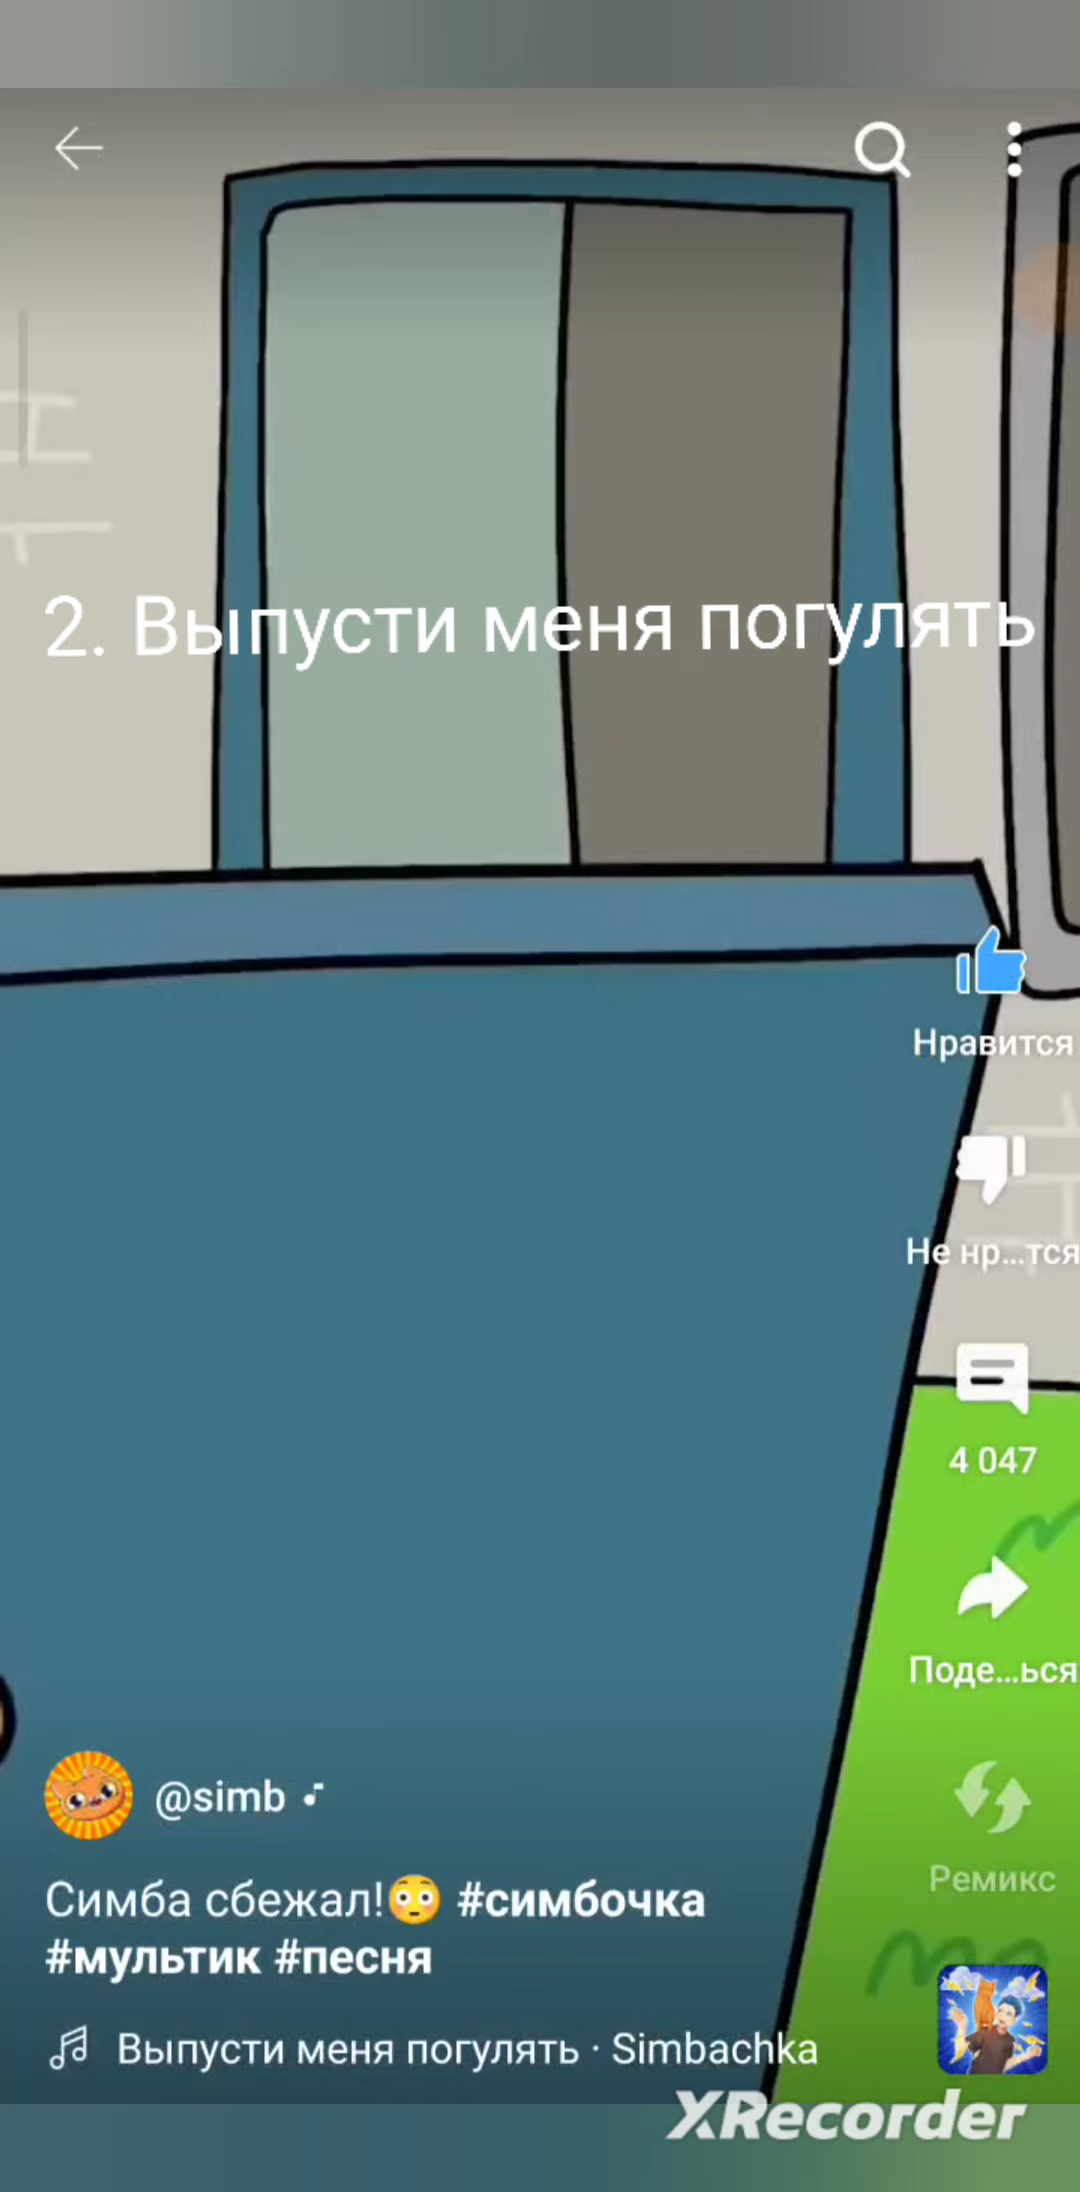 2. Выпусти меня погулять
Нравится
Не нр...тся
4 047
Поде...ься
Ремикс
@simb
Симба сбежал!😳 #симбочка
#мультик #песня
Выпусти меня погулять · Simbachka
XRecorder